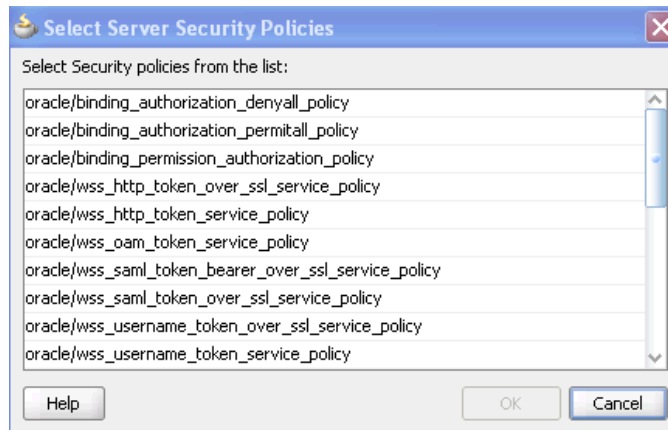 Select Server Security Policies
Select Security policies from the list:
oracle/binding_authorization_denyall_policy
oracle/binding_authorization_permitall_policy
oracle/binding_permission_authorization_policy
oracle/wss_http_token_over_ssl_service_policy
oracle/wss_http_token_service_policy
oracle/wss_oam_token_service_policy
oracle/wss_saml_token_bearer_over_ssl_service_policy
oracle/wss_saml_token_over_ssl_service_policy
oracle/wss_username_token_over_ssl_service_policy
oracle/wss_username_token_service_policy
Help OK Cancel